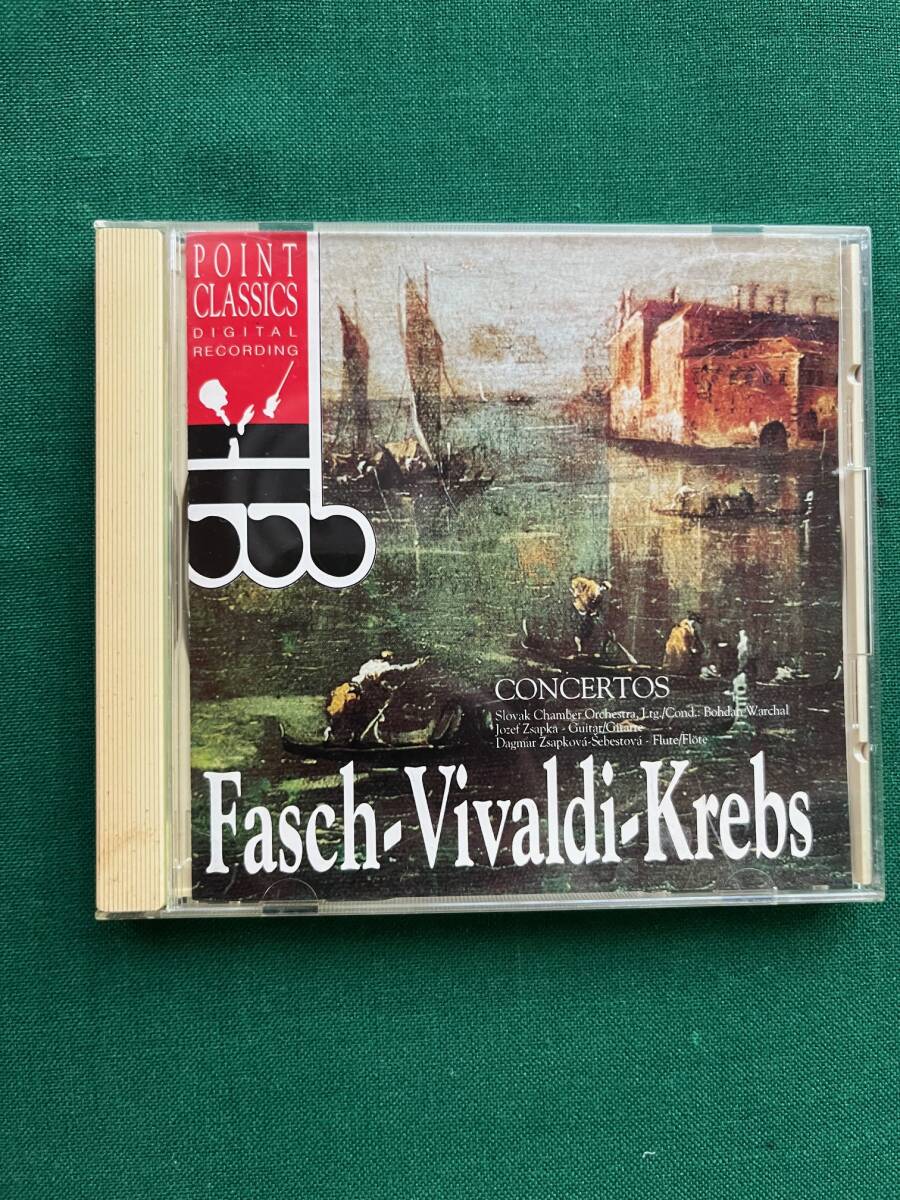 POINT
CLASSICS
DIGITAL
RECORDING
CONCERTOS
Slovak Chamber Orchestra, Ltg./Cond.: Bohdan Warchal
Jozef Zsapka - Guitar/Gitarre
Dagmar Zsapková-Sebestová - Flute/Flöte
Fasch-Vivaldi-Krebs